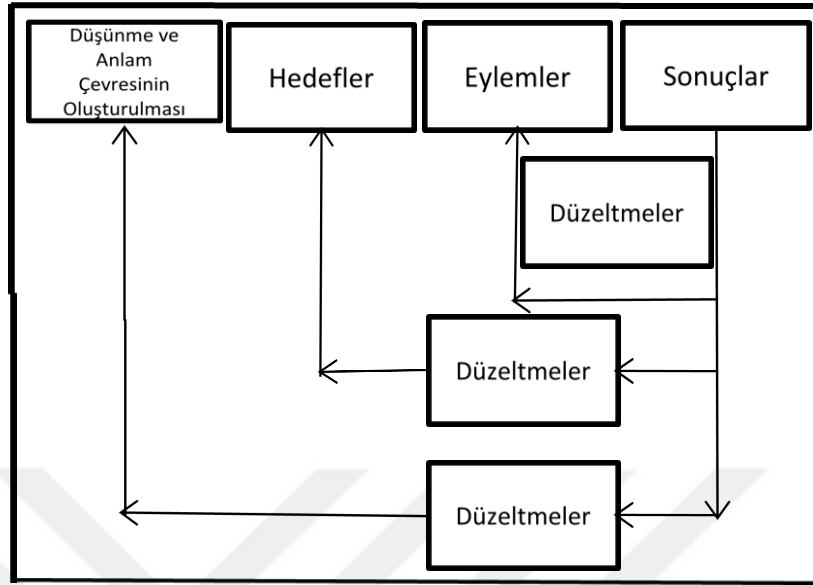 Düşünme ve
Anlam
Çevresinin
Oluşturulması
Hedefler
Eylemler
Sonuçlar
Düzeltmeler
Düzeltmeler
Düzeltmeler